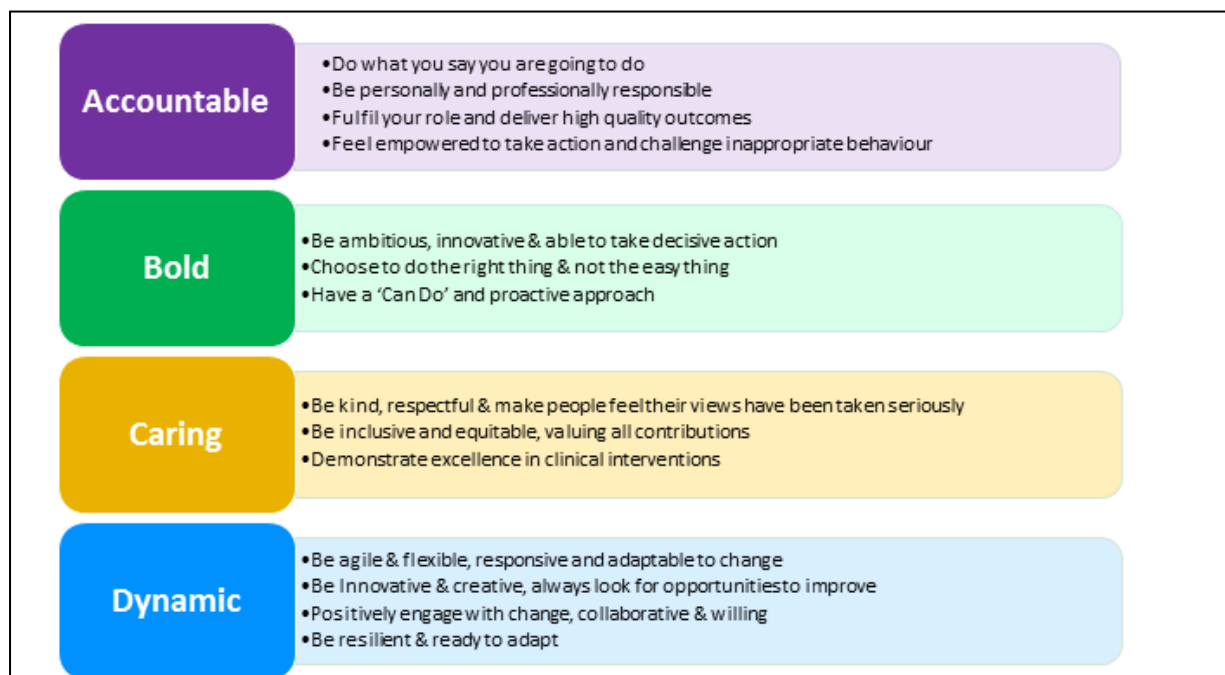 Accountable
•Do what you say you are going to do
•Be personally and professionally responsible
•Fulfil your role and deliver high quality outcomes
•Feel empowered to take action and challenge inappropriate behaviour
Bold
•Be ambitious, innovative & able to take decisive action
•Choose to do the right thing & not the easy thing
•Have a ‘Can Do’ and proactive approach
Caring
•Be kind, respectful & make people feel their views have been taken seriously
•Be inclusive and equitable, valuing all contributions
•Demonstrate excellence in clinical interventions
Dynamic
•Be agile & flexible, responsive and adaptable to change
•Be Innovative & creative, always look for opportunitiesto improve
•Positively engage with change, collaborative & willing
•Be resilient & ready to adapt